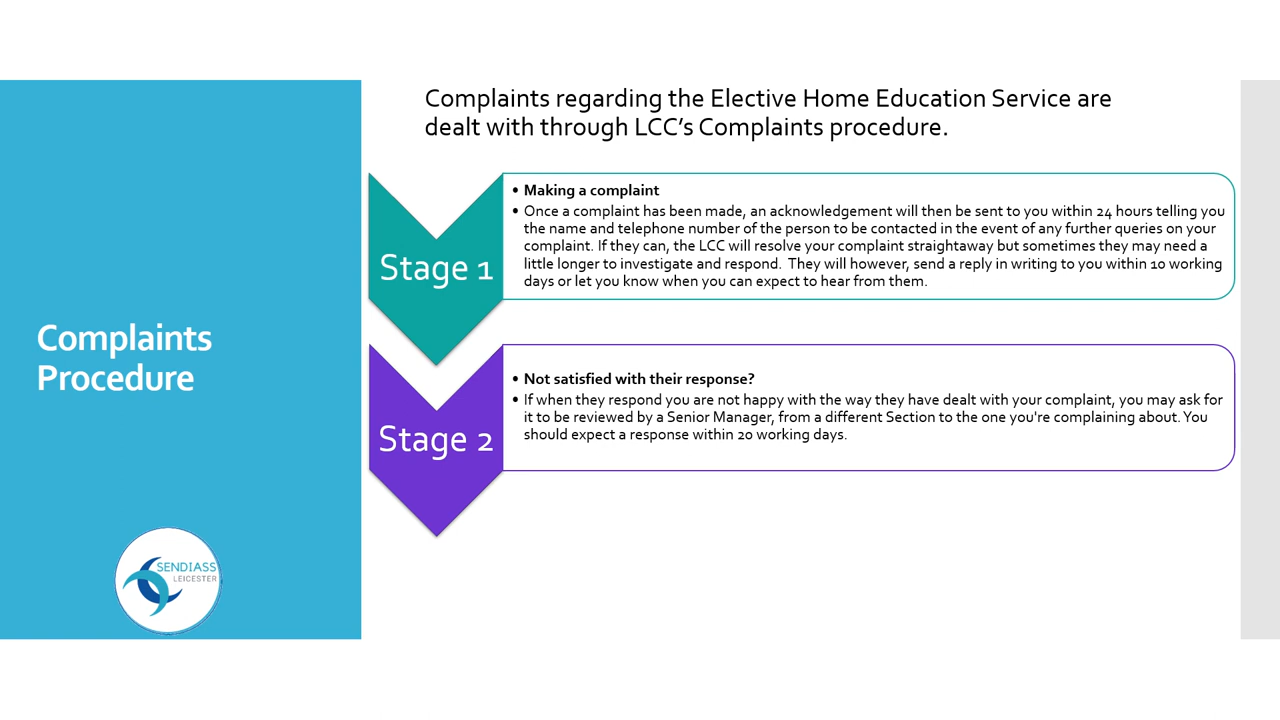 Complaints regarding the Elective Home Education Service are
dealt with through LCC's Complaints procedure.
Stage 1
• Making a complaint
• Once a complaint has been made, an acknowledgement will then be sent to you within 24 hours telling you
the name and telephone number of the person to be contacted in the event of any further queries on your
complaint. If they can, the LCC will resolve your complaint straightaway but sometimes they may need a
little longer to investigate and respond.  They will however, send a reply in writing to you within 10 working
days or let you know when you can expect to hear from them.
Complaints
Procedure
Stage 2
• Not satisfied with their response?
• If when they respond you are not happy with the way they have dealt with your complaint, you may ask for
it to be reviewed by a Senior Manager, from a different Section to the one you're complaining about. You
should expect a response within 20 working days.
SENDIASS
LEICESTER